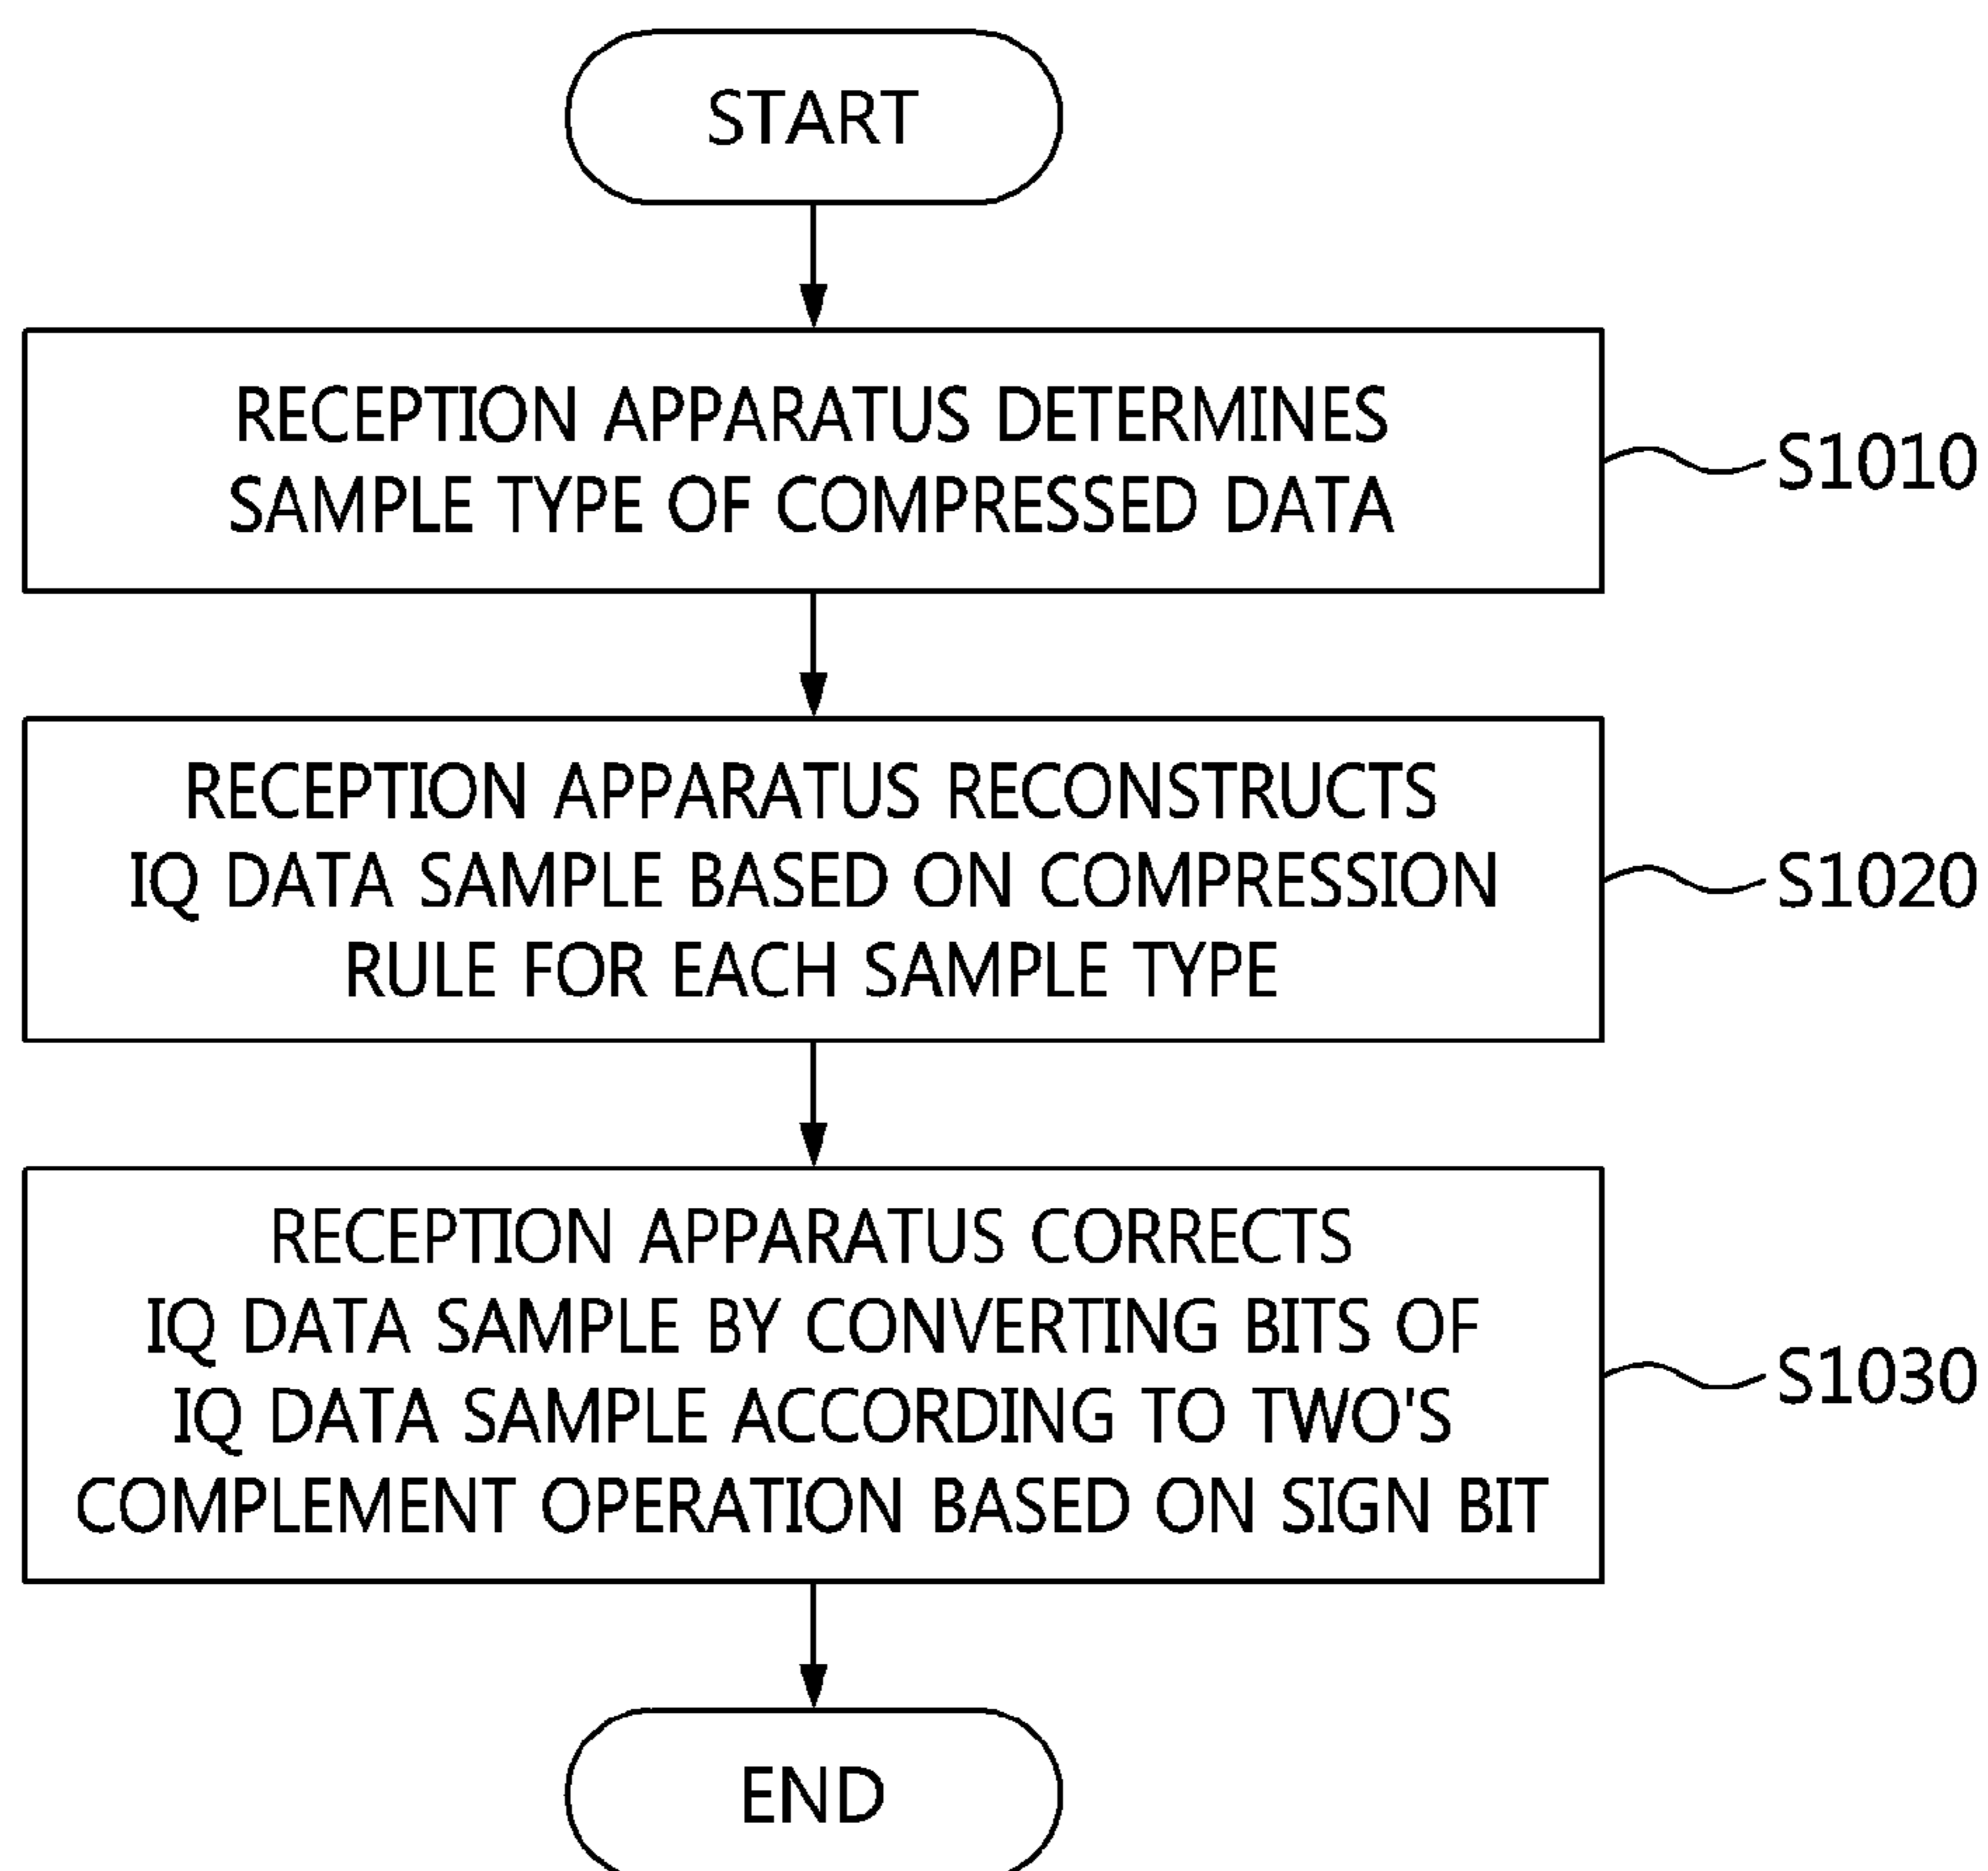 START
RECEPTION APPARATUS DETERMINES
SAMPLE TYPE OF COMPRESSED DATA
S1010
RECEPTION APPARATUS RECONSTRUCTS
IQ DATA SAMPLE BASED ON COMPRESSION
RULE FOR EACH SAMPLE TYPE
S1020
RECEPTION APPARATUS CORRECTS
IQ DATA SAMPLE BY CONVERTING BITS OF
IQ DATA SAMPLE ACCORDING TO TWO'S
COMPLEMENT OPERATION BASED ON SIGN BIT
S1030
END